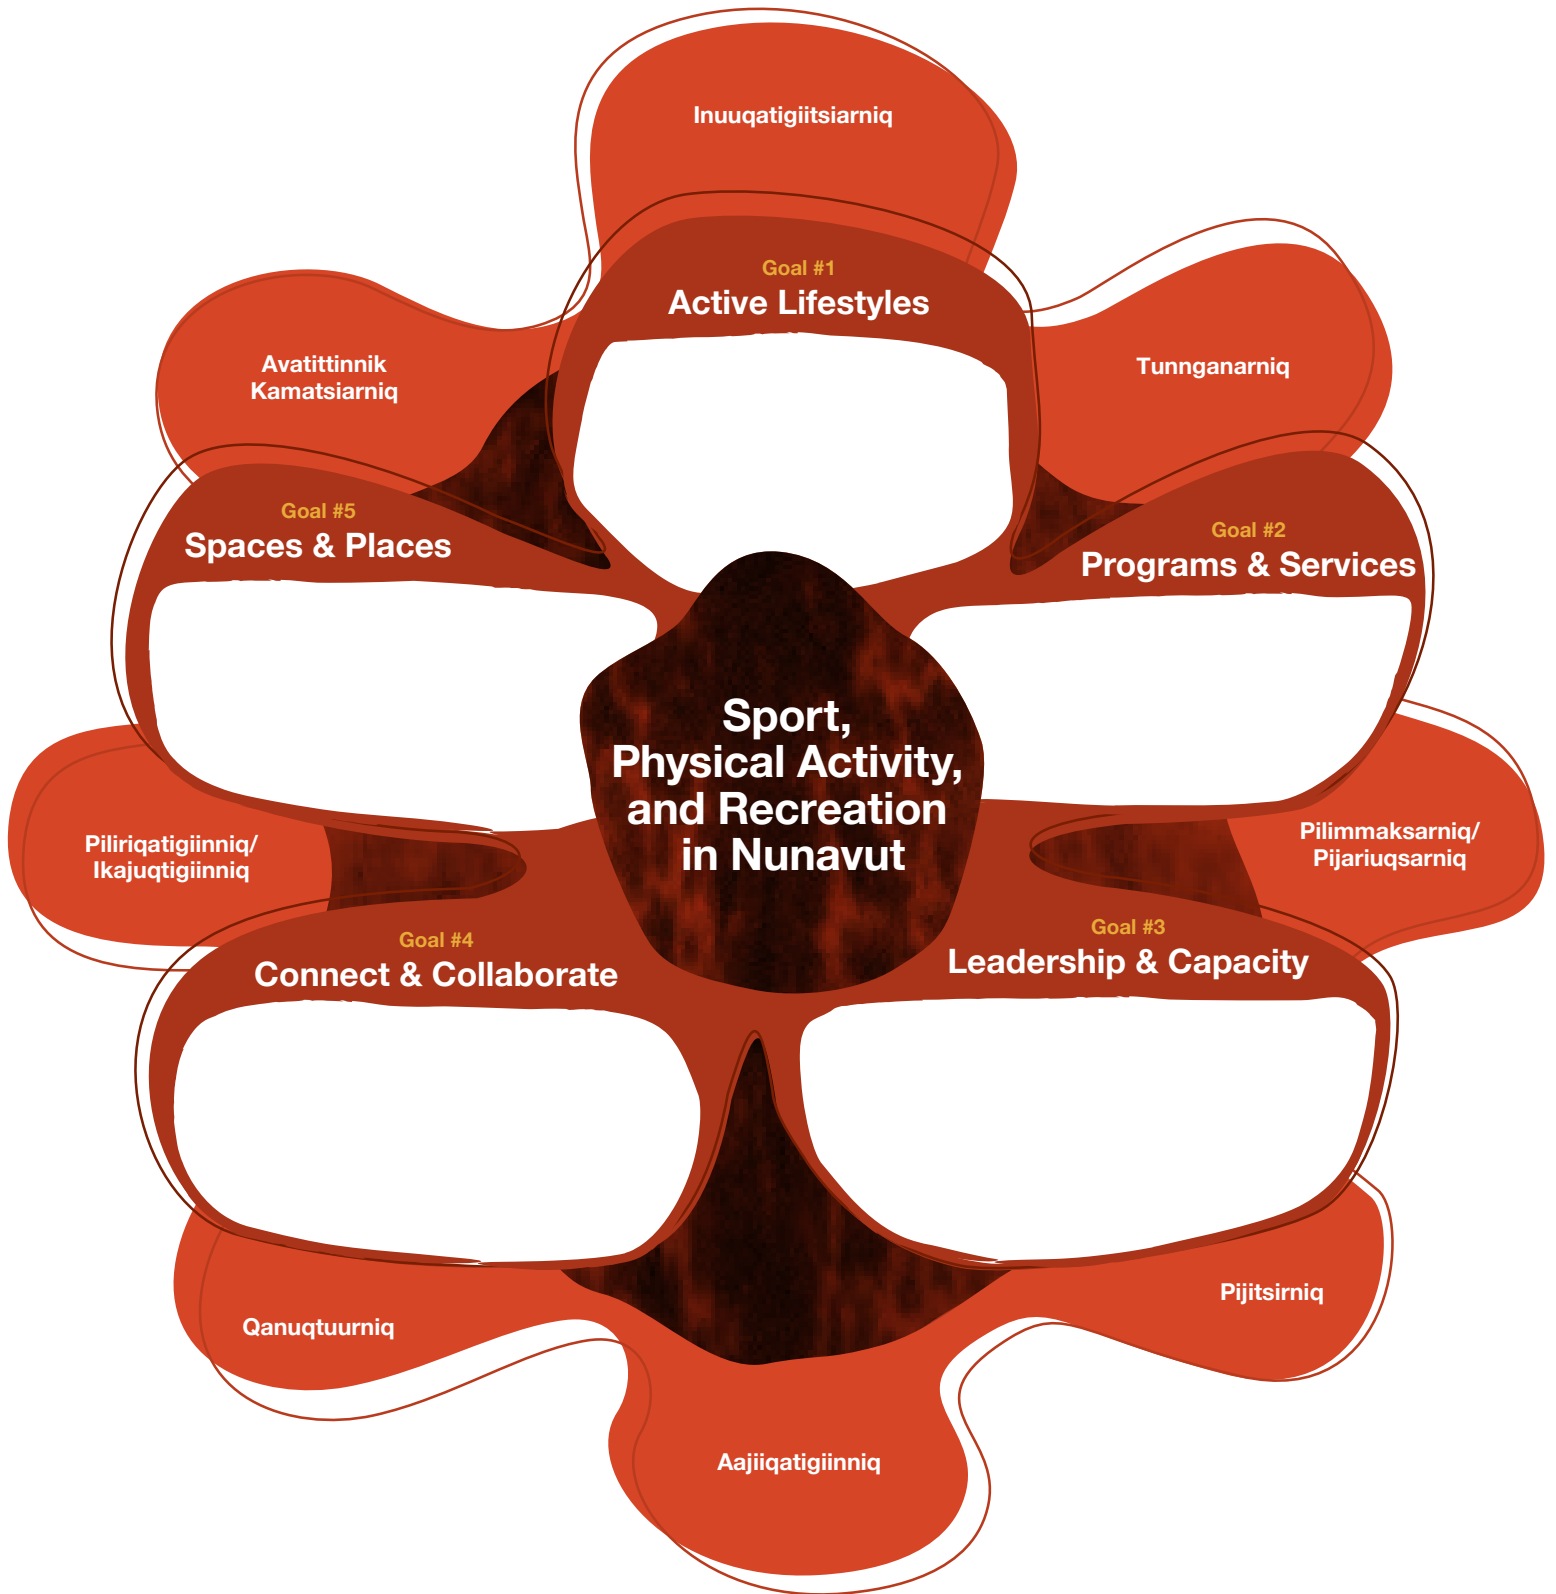 Inuuqatigiitsiarniq
Goal #1
Active Lifestyles
Avatittinnik
Kamatsiarniq
Tunnganarniq
Goal #5
Spaces & Places
Goal #2
Programs & Services
Sport,
Physical Activity,
and Recreation
in Nunavut
Piliriqatigiinniq/
Ikajuqtigiinniq
Pilimmaksarniq/
Pijariuqsarniq
Goal #4
Connect & Collaborate
Goal #3
Leadership & Capacity
Qanuqtuurniq
Pijitsirniq
Aajiiqatigiinniq